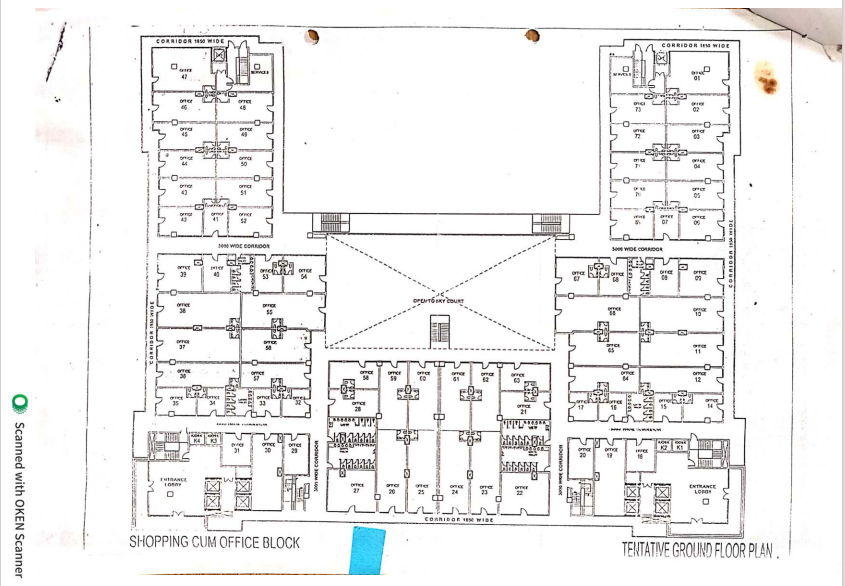 CORRIDOR 1850 WIDE
CORRIDOR 1850 WIDE
OFFICE
47
SERVICES
SERVICES
OFFICE
01
OFFICE
46
OFFICE
48
OFFICE
73
OFFICE
02
OFFICE
45
OFFICE
49
OFFICE
72
OFFICE
03
OFFICE
44
OFFICE
50
OFFICE
04
OFFICE
43
OFFICE
51
OFFICE
05
OFFICE
42
OFFICE
41
OFFICE
52
OFFICE
07
OFFICE
06
3000 WIDE CORRIDOR
3000 WIDE CORRIDOR
CORRIDOR 1850 WIDE
OFFICE
39
OFFICE
40
OFFICE
53
OFFICE
54
OFFICE
67
OFFICE
68
OFFICE
08
OFFICE
09
OPEN TO SKY COURT
OFFICE
38
OFFICE
55
OFFICE
66
OFFICE
10
CORRIDOR 1850 WIDE
OFFICE
37
OFFICE
56
OFFICE
65
OFFICE
11
OFFICE
36
OFFICE
57
OFFICE
64
OFFICE
12
OFFICE
58
OFFICE
59
OFFICE
60
OFFICE
61
OFFICE
62
OFFICE
63
OFFICE
35
OFFICE
34
OFFICE
33
OFFICE
32
OFFICE
28
OFFICE
21
OFFICE
17
OFFICE
16
OFFICE
15
OFFICE
14
KIOSK
K4
KIOSK
K3
OFFICE
31
OFFICE
30
OFFICE
29
3000 WIDE CORRIDOR
3000 WIDE CORRIDOR
OFFICE
20
OFFICE
19
OFFICE
18
KIOSK
K2
KIOSK
K1
ENTRANCE
LOBBY
ENTRANCE
LOBBY
OFFICE
27
OFFICE
26
OFFICE
25
OFFICE
24
OFFICE
23
OFFICE
22
CORRIDOR 1850 WIDE
SHOPPING CUM OFFICE BLOCK
TENTATIVE GROUND FLOOR PLAN .
Scanned with OKEN Scanner